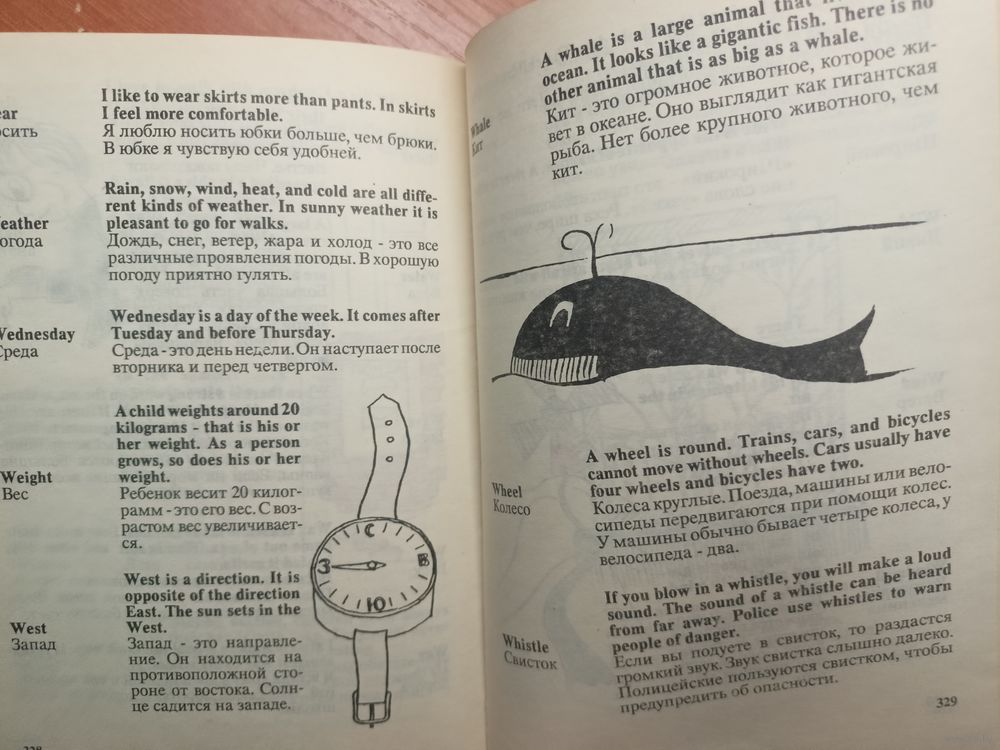 I like to wear skirts more than pants. In skirts
I feel more comfortable.
Я люблю носить юбки больше, чем брюки.
В юбке я чувствую себя удобней.
Rain, snow, wind, heat, and cold are all diffe-
rent kinds of weather. In sunny weather it is
pleasant to go for walks.
eather
огода
Дождь, снег, ветер, жара и холод - это все
различные проявления погоды. В хорошую
погоду приятно гулять.
Wednesday is a day of the week. It comes after
Tuesday and before Thursday.
Wednesday
Среда
Среда - это день недели. Он наступает после
вторника и перед четвергом.
A child weights around 20
kilograms - that is his or
her weight. As a person
grows, so does his or her
weight.
Weight
Вес
Ребенок весит 20 килог-
рамм - это его вес. С воз-
растом вес увеличивает-
ся.
West is a direction. It is
opposite of the direction
East. The sun sets in the
West.
West
Запад
Запад - это направле-
ние. Он находится на
противоположной сто-
роне от востока. Солн-
це садится на западе.
С
З
В
Ю
A whale is a large animal that
ocean. It looks like a gigantic fish. There is no
other animal that is as big as a whale.
Whale
Кит
Кит - это огромное животное, которое жи-
вет в океане. Оно выглядит как гигантская
рыба. Нет более крупного животного, чем
кит.
A wheel is round. Trains, cars, and bicycles
cannot move without wheels. Cars usually have
four wheels and bicycles have two.
Wheel
Колесо
Колеса круглые. Поезда, машины или вело-
сипеды передвигаются при помощи колес.
У машины обычно бывает четыре колеса, у
велосипеда - два.
If you blow in a whistle, you will make a loud
sound. The sound of a whistle can be heard
from far away. Police use whistles to warn
people of danger.
Whistle
Свисток
Если вы подуете в свисток, то раздастся
громкий звук. Звук свистка слышно далеко.
Полицейские пользуются свистком, чтобы
предупредить об опасности.
329